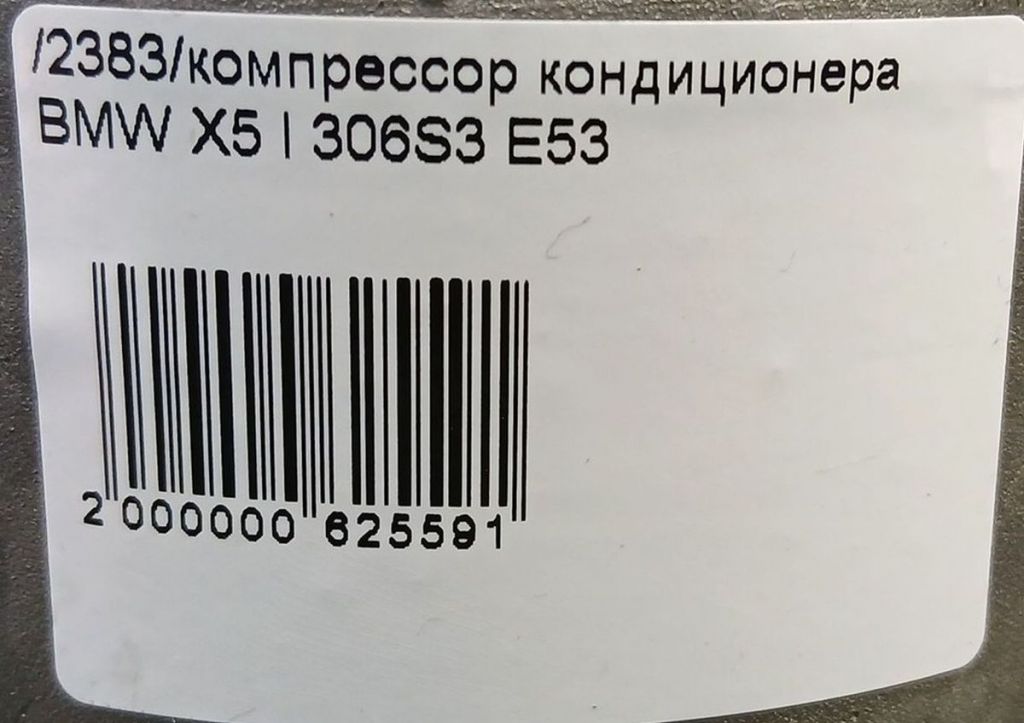 /2383/компрессор кондиционера
BMW X5 I 306S3 E53
2 000000 625591